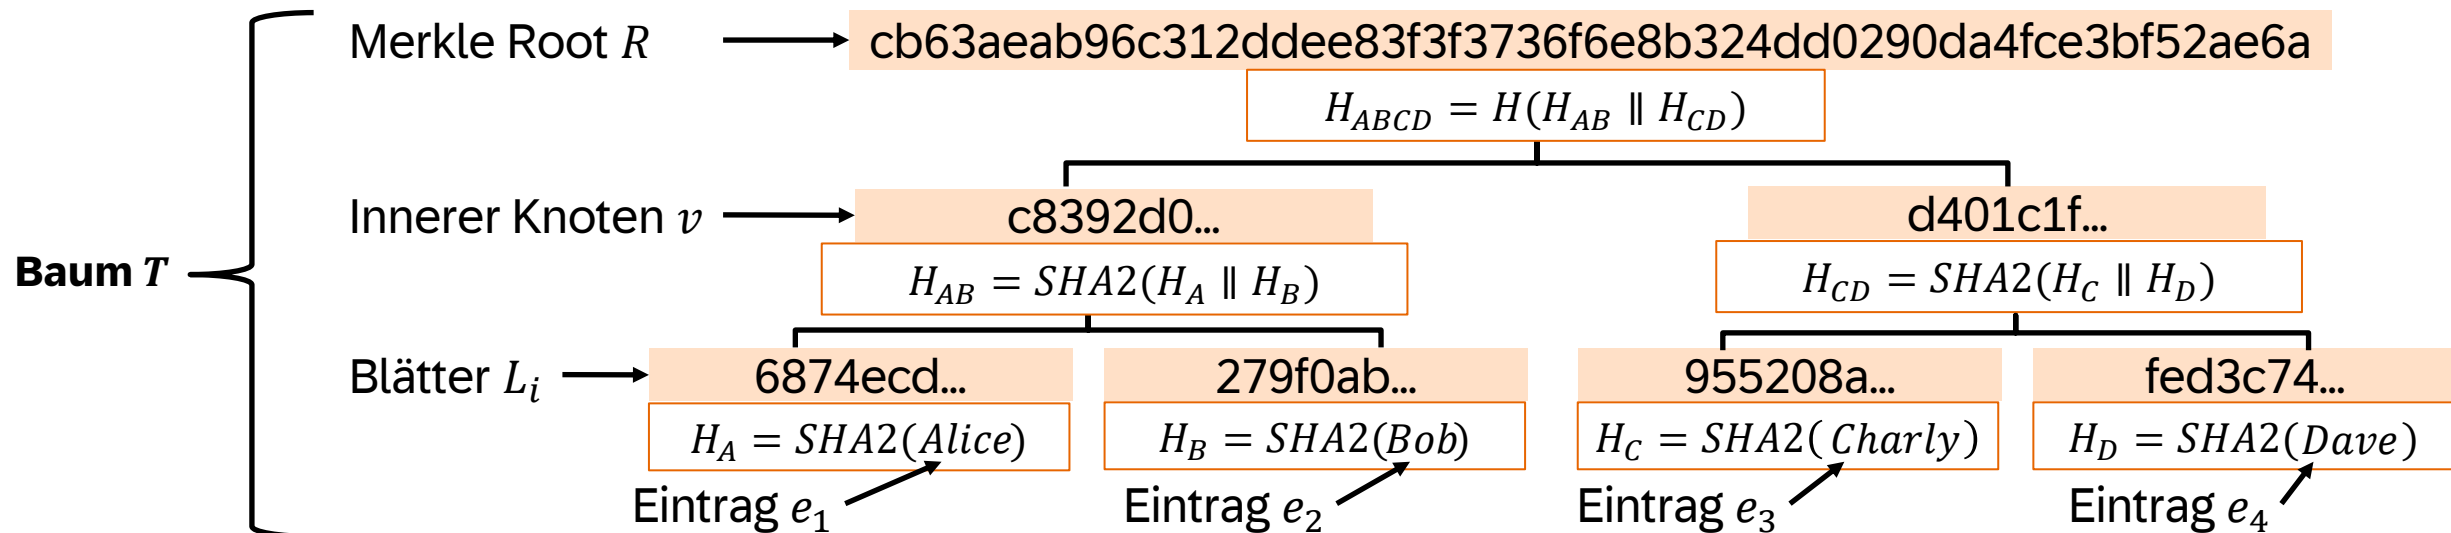 Merkle Root R
cb63aeab96c312ddee83f3f3736f6e8b324dd0290da4fce3bf52ae6a
H_ABCD = H(H_AB ∥ H_CD)
Innerer Knoten v
c8392d0...
d401c1f...
Baum T
H_AB = SHA2(H_A ∥ H_B)
H_CD = SHA2(H_C ∥ H_D)
Blätter L_i
6874ecd...
279f0ab...
955208a...
fed3c74...
H_A = SHA2(Alice)
H_B = SHA2(Bob)
H_C = SHA2(Charly)
H_D = SHA2(Dave)
Eintrag e_1
Eintrag e_2
Eintrag e_3
Eintrag e_4